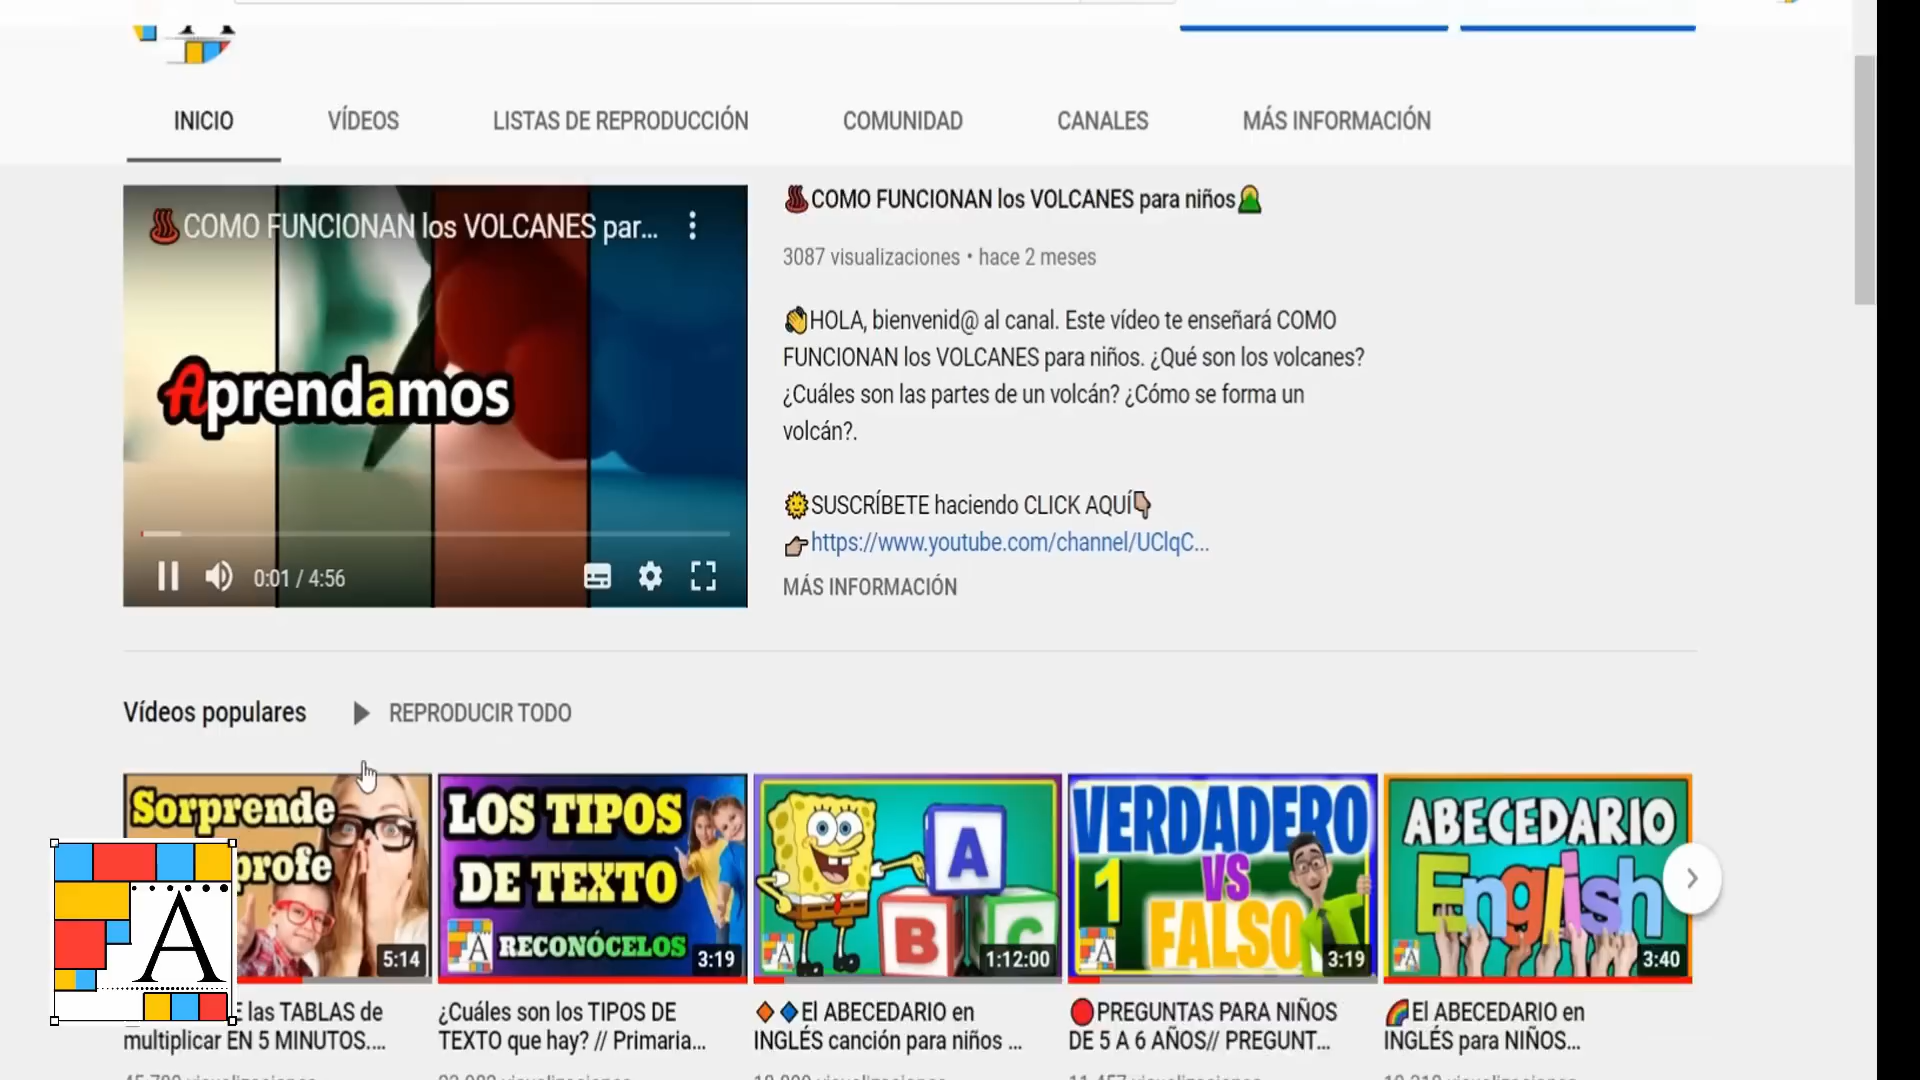 INICIO
VÍDEOS
LISTAS DE REPRODUCCIÓN
COMUNIDAD
CANALES
MÁS INFORMACIÓN
COMO FUNCIONAN los VOLCANES par...
Aprendamos
0:01 / 4:56
COMO FUNCIONAN los VOLCANES para niños
3087 visualizaciones • hace 2 meses
HOLA, bienvenid@ al canal. Este vídeo te enseñará COMO
FUNCIONAN los VOLCANES para niños. ¿Qué son los volcanes?
¿Cuáles son las partes de un volcán? ¿Cómo se forma un
volcán?.
SUSCRÍBETE haciendo CLICK AQUÍ
https://www.youtube.com/channel/UClqC...
MÁS INFORMACIÓN
Vídeos populares
REPRODUCIR TODO
Sorprende
profe
5:14
LOS TIPOS
DE TEXTO
A RECONÓCELOS
3:19
A
B C
1:12:00
VERDADERO
1 VS
FALSO
A
3:19
ABECEDARIO
English
3:40
A
las TABLAS de
multiplicar EN 5 MINUTOS....
¿Cuáles son los TIPOS DE
TEXTO que hay? // Primaria...
El ABECEDARIO en
INGLÉS canción para niños ...
PREGUNTAS PARA NIÑOS
DE 5 A 6 AÑOS// PREGUNT...
El ABECEDARIO en
INGLÉS para NIÑOS...